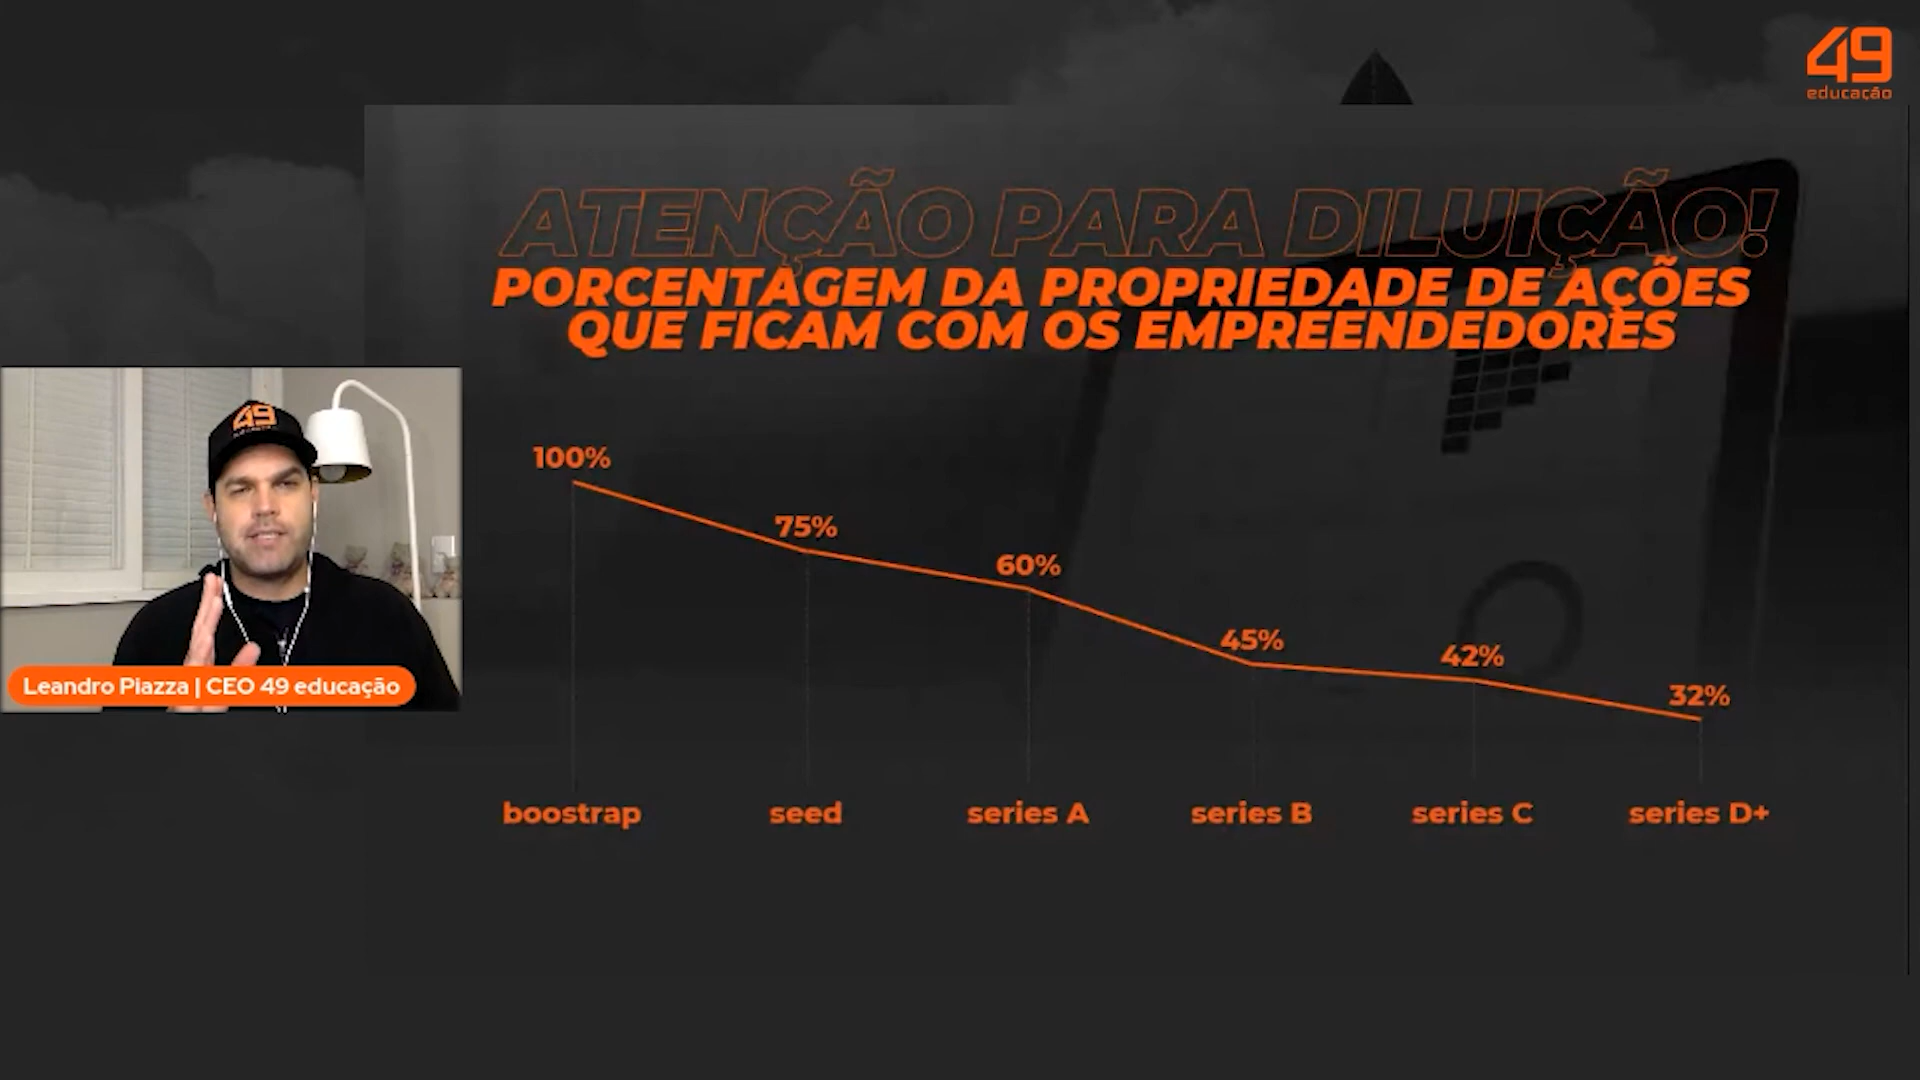 49
educação
ATENÇÃO PARA DILUIÇÃO!
PORCENTAGEM DA PROPRIEDADE DE AÇÕES
QUE FICAM COM OS EMPREENDEDORES
49
Leandro Piazza | CEO 49 educação
100%
75%
60%
45%
42%
32%
boostrap
seed
series A
series B
series C
series D+